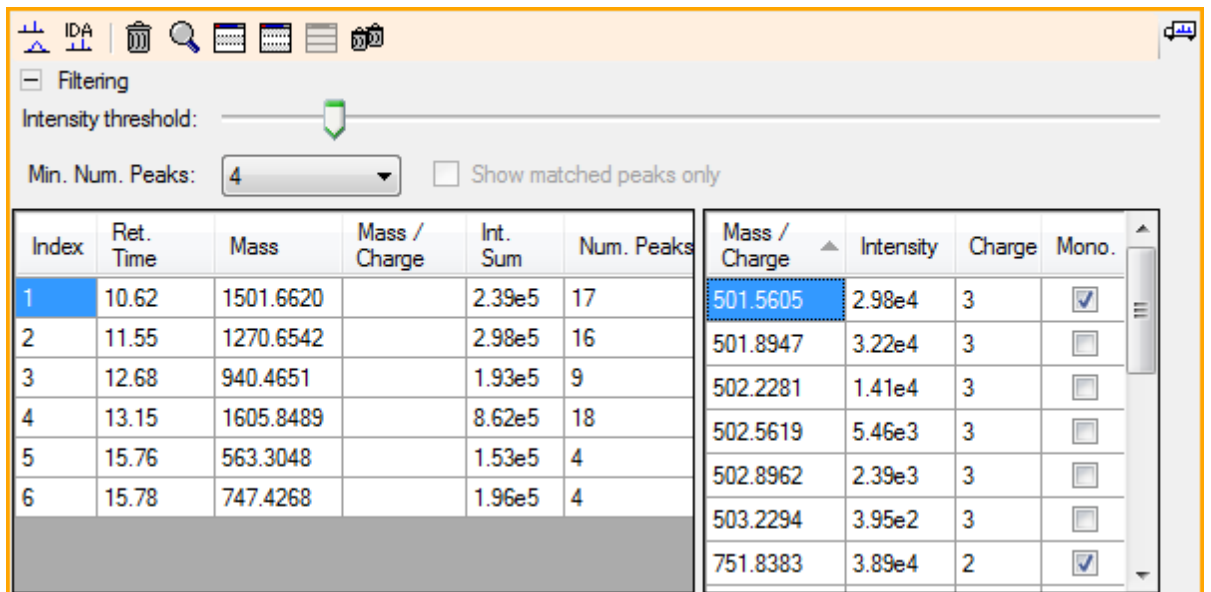 IDA
Filtering
Intensity threshold:
Min. Num. Peaks: 4 Show matched peaks only
Index Ret. Time Mass Mass / Charge Int. Sum Num. Peaks
1 10.62 1501.6620 2.39e5 17
2 11.55 1270.6542 2.98e5 16
3 12.68 940.4651 1.93e5 9
4 13.15 1605.8489 8.62e5 18
5 15.76 563.3048 1.53e5 4
6 15.78 747.4268 1.96e5 4
Mass / Charge Intensity Charge Mono.
501.5605 2.98e4 3
501.8947 3.22e4 3
502.2281 1.41e4 3
502.5619 5.46e3 3
502.8962 2.39e3 3
503.2294 3.95e2 3
751.8383 3.89e4 2